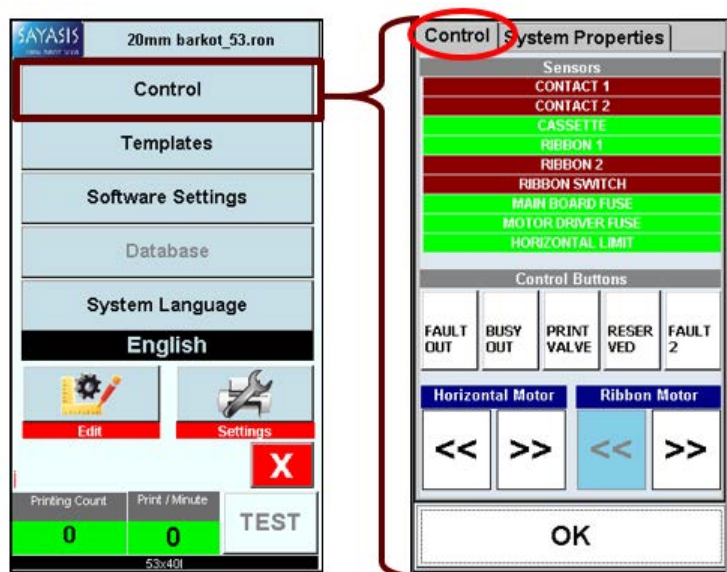 SAYASIS
20mm barkot_53.ron
Control
Templates
Software Settings
Database
System Language
English
Edit
Settings
X
Printing Count
Print / Minute
0
0
TEST
53x40
Control
System Properties
Sensors
CONTACT 1
CONTACT 2
CASSETTE
RIBBON 1
RIBBON 2
RIBBON SWITCH
MAIN BOARD FUSE
MOTOR DRIVER FUSE
HORIZONTAL LIMIT
Control Buttons
FAULT
OUT
BUSY
OUT
PRINT
VALVE
RESER
VED
FAULT
2
Horizontal Motor
Ribbon Motor
<<
>>
<<
>>
OK